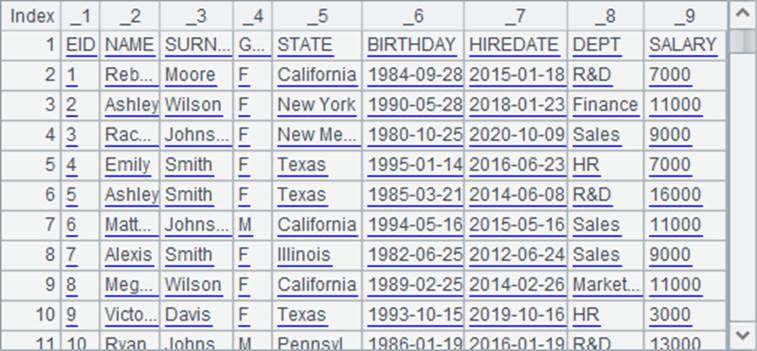 Index _1 _2 _3 _4 _5 _6 _7 _8 _9
1 EID NAME SURN... G... STATE BIRTHDAY HIREDATE DEPT SALARY
2 1 Reb... Moore F California 1984-09-28 2015-01-18 R&D 7000
3 2 Ashley Wilson F New York 1990-05-28 2018-01-23 Finance 11000
4 3 Rac... Johns... F New Me... 1980-10-25 2020-10-09 Sales 9000
5 4 Emily Smith F Texas 1995-01-14 2016-06-23 HR 7000
6 5 Ashley Smith F Texas 1985-03-21 2014-06-08 R&D 16000
7 6 Matt... Johns... M California 1994-05-16 2015-05-16 Sales 11000
8 7 Alexis Smith F Illinois 1982-06-25 2012-06-24 Sales 9000
9 8 Meg... Wilson F California 1989-02-25 2014-02-26 Market... 11000
10 9 Victo... Davis F Texas 1993-10-15 2019-10-16 HR 3000
11 10 Ryan Johns M Pennsyl 1986-01-19 2016-01-19 R&D 13000